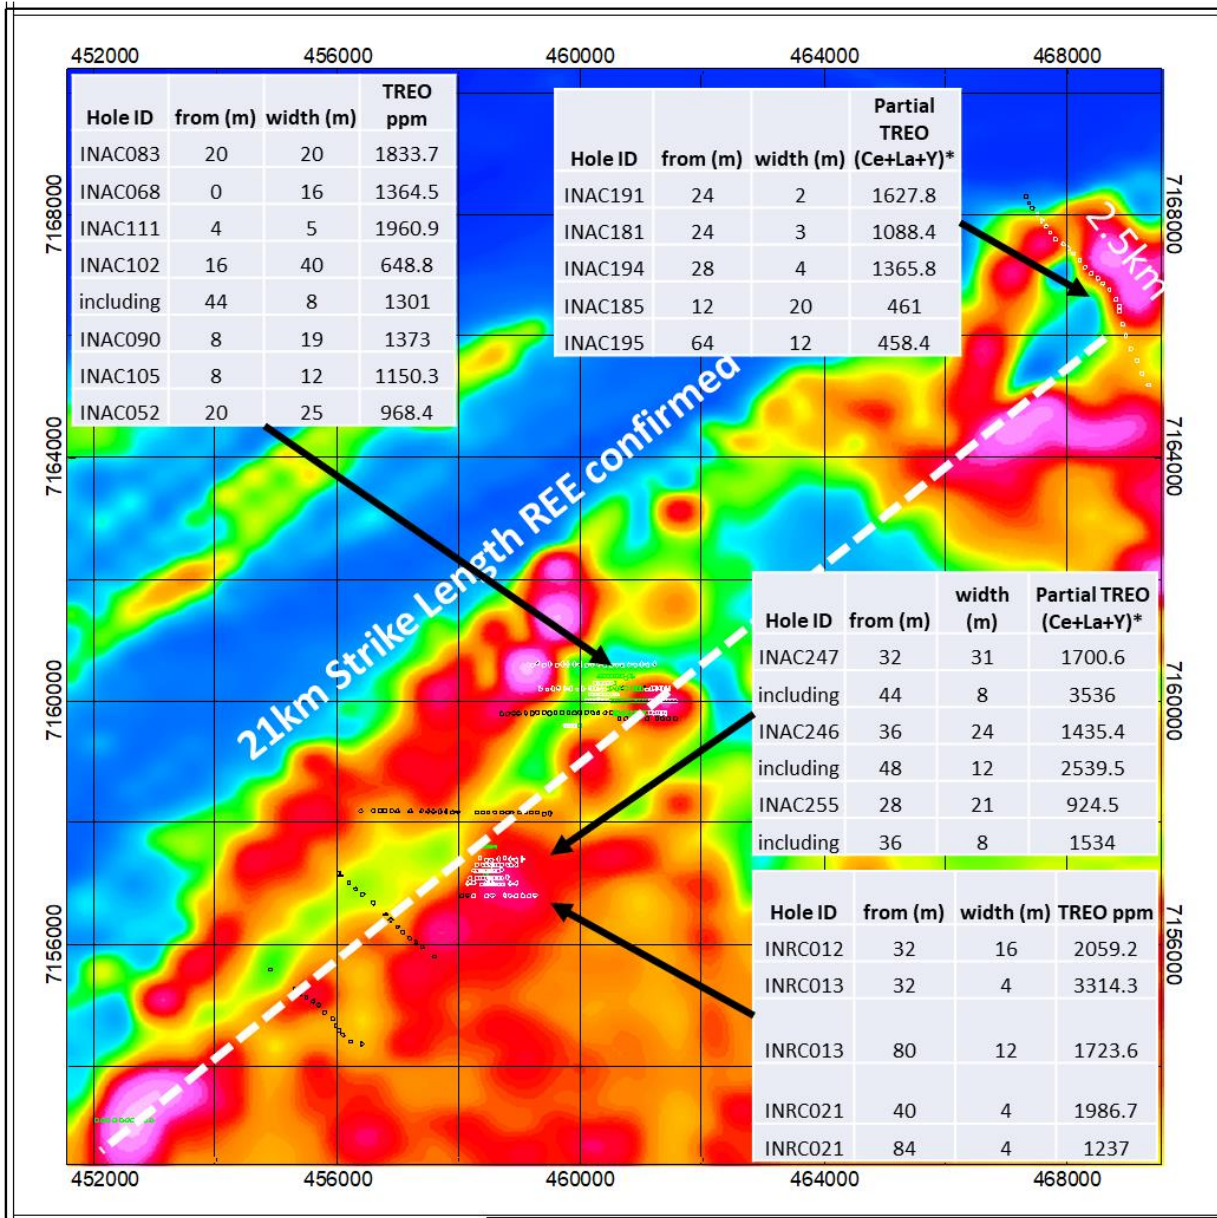 452000 456000 460000 464000 468000
Hole ID from (m) width (m) TREO ppm
INAC083 20 20 1833.7
INAC068 0 16 1364.5
INAC111 4 5 1960.9
INAC102 16 40 648.8
including 44 8 1301
INAC090 8 19 1373
INAC105 8 12 1150.3
INAC052 20 25 968.4
Hole ID from (m) width (m) Partial TREO (Ce+La+Y)*
INAC191 24 2 1627.8
INAC181 24 3 1088.4
INAC194 28 4 1365.8
INAC185 12 20 461
INAC195 64 12 458.4
7168000
7164000
7160000
7156000
7168000
7164000
7160000
7156000
2.5km
21km Strike Length REE confirmed
Hole ID from (m) width (m) Partial TREO (Ce+La+Y)*
INAC247 32 31 1700.6
including 44 8 3536
INAC246 36 24 1435.4
including 48 12 2539.5
INAC255 28 21 924.5
including 36 8 1534
Hole ID from (m) width (m) TREO ppm
INRC012 32 16 2059.2
INRC013 32 4 3314.3
INRC013 80 12 1723.6
INRC021 40 4 1986.7
INRC021 84 4 1237
452000 456000 460000 464000 468000